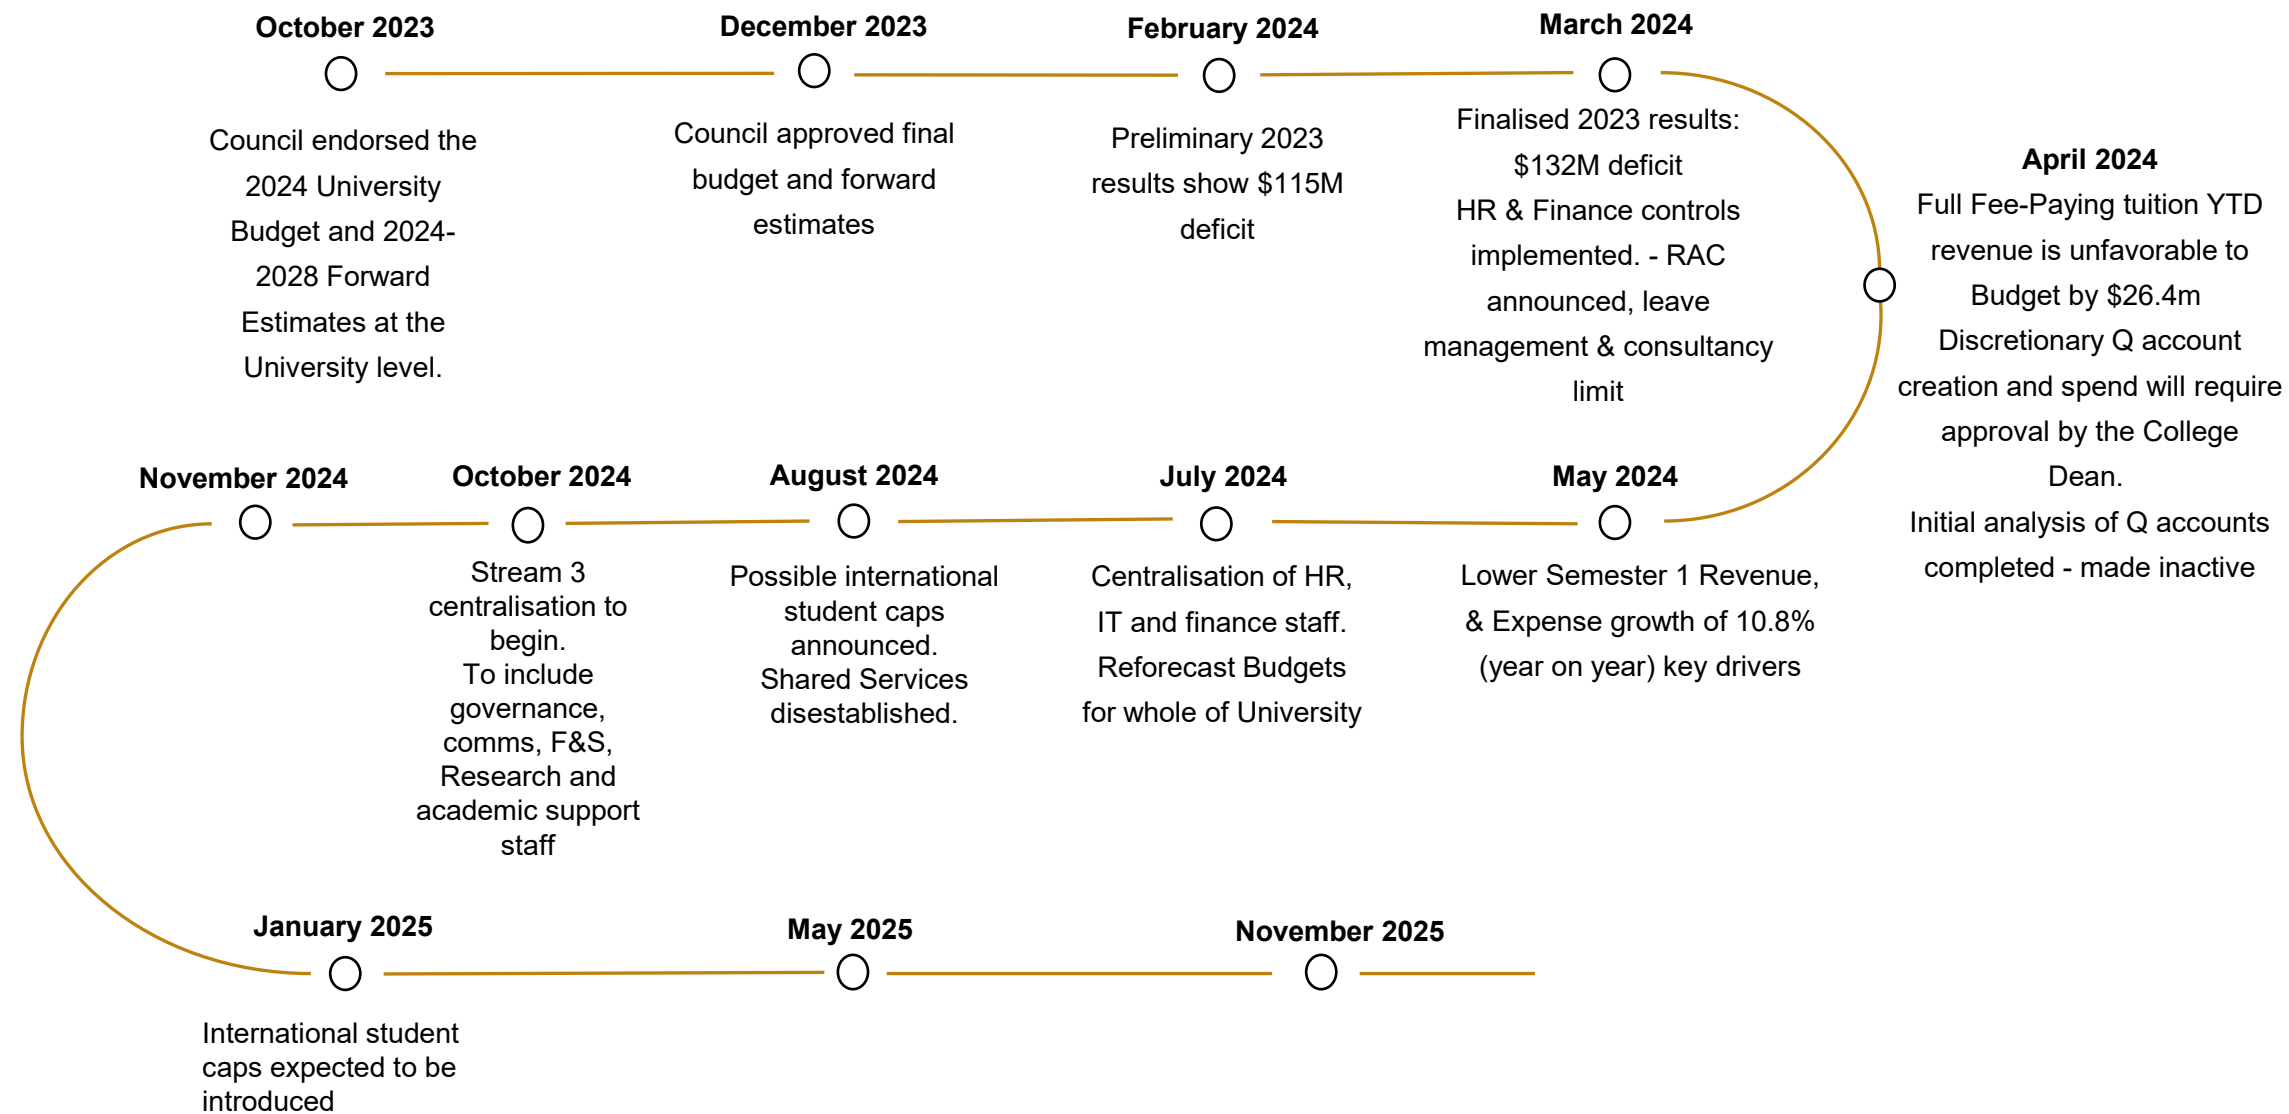 October 2023
Council endorsed the
2024 University
Budget and 2024-
2028 Forward
Estimates at the
University level.
December 2023
Council approved final
budget and forward
estimates
February 2024
Preliminary 2023
results show $115M
deficit
March 2024
Finalised 2023 results:
$132M deficit
HR & Finance controls
implemented. - RAC
announced, leave
management & consultancy
limit
April 2024
Full Fee-Paying tuition YTD
revenue is unfavorable to
Budget by $26.4m
Discretionary Q account
creation and spend will require
approval by the College
Dean.
Initial analysis of Q accounts
completed - made inactive
May 2024
Lower Semester 1 Revenue,
& Expense growth of 10.8%
(year on year) key drivers
July 2024
Centralisation of HR,
IT and finance staff.
Reforecast Budgets
for whole of University
August 2024
Possible international
student caps
announced.
Shared Services
disestablished.
October 2024
Stream 3
centralisation to
begin.
To include
governance,
comms, F&S,
Research and
academic support
staff
November 2024
January 2025
International student
caps expected to be
introduced
May 2025
November 2025